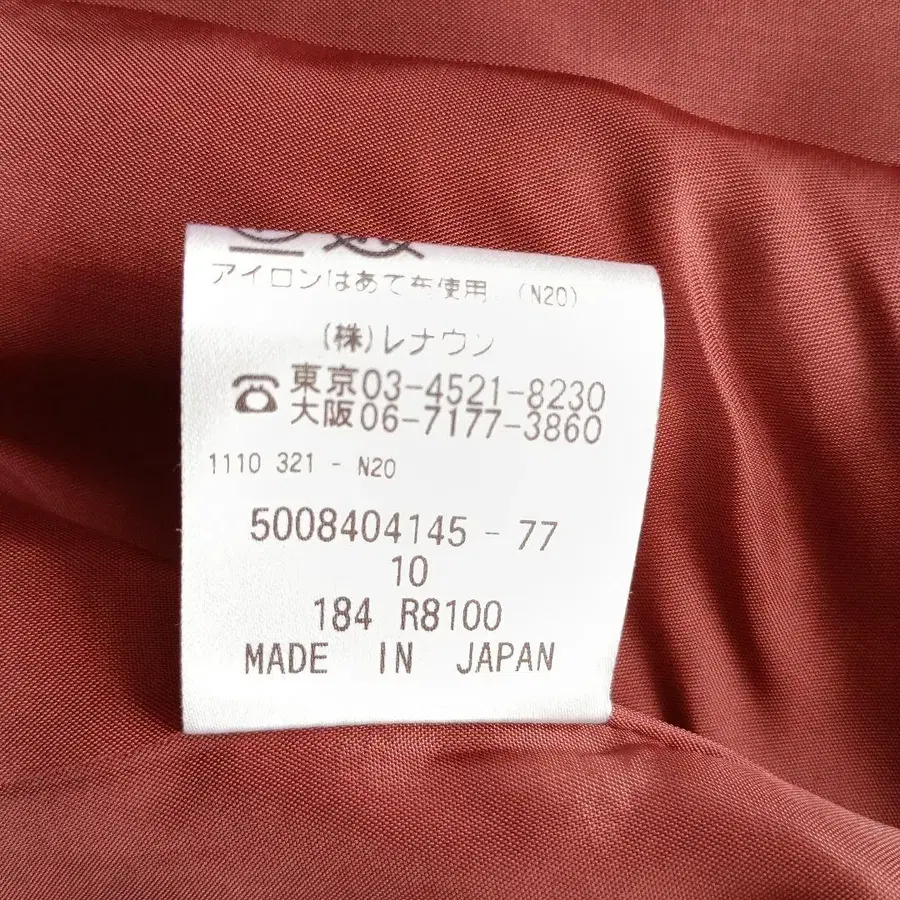 アイロンはあて布使用 (N20)
(株)レナウン
☎ 東京03-4521-8230
大阪06-7177-3860
1110 321 - N20
5008404145 - 77
10
184 R8100
MADE IN JAPAN